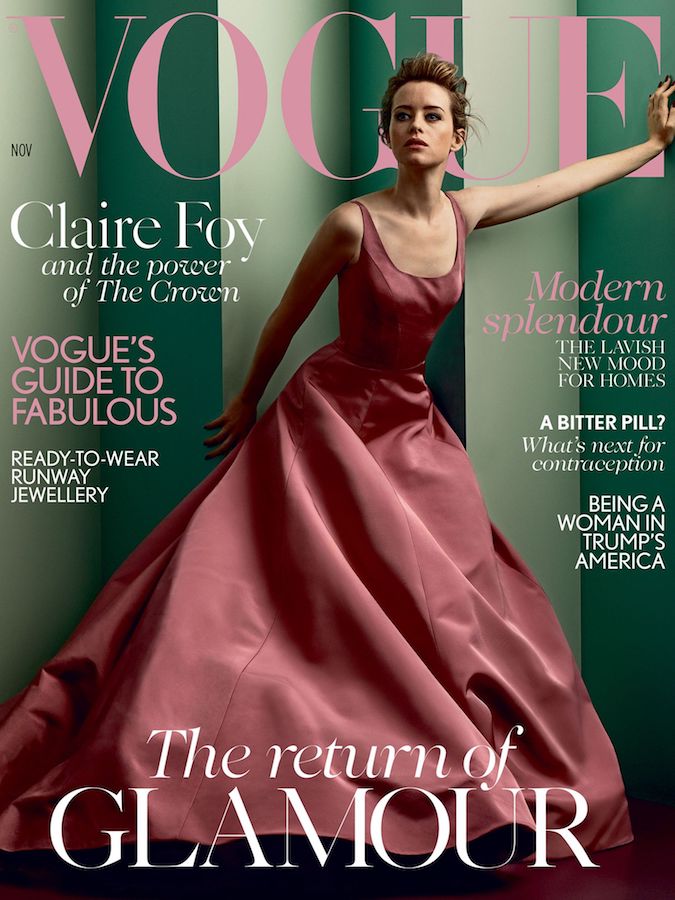 VOGUE
NOV
Claire Foy
and the power
of The Crown
VOGUE'S
GUIDE TO
FABULOUS
READY-TO-WEAR
RUNWAY
JEWELLERY
Modern
splendour
THE LAVISH
NEW MOOD
FOR HOMES
A BITTER PILL?
What's next for
contraception
BEING A
WOMAN IN
TRUMP'S
AMERICA
The return of
GLAMOUR